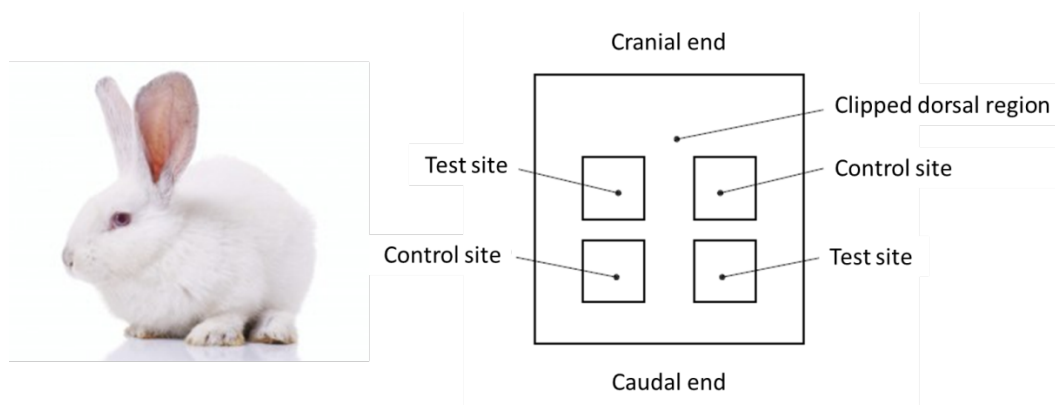 Cranial end
Clipped dorsal region
Test site
Control site
Control site
Test site
Caudal end